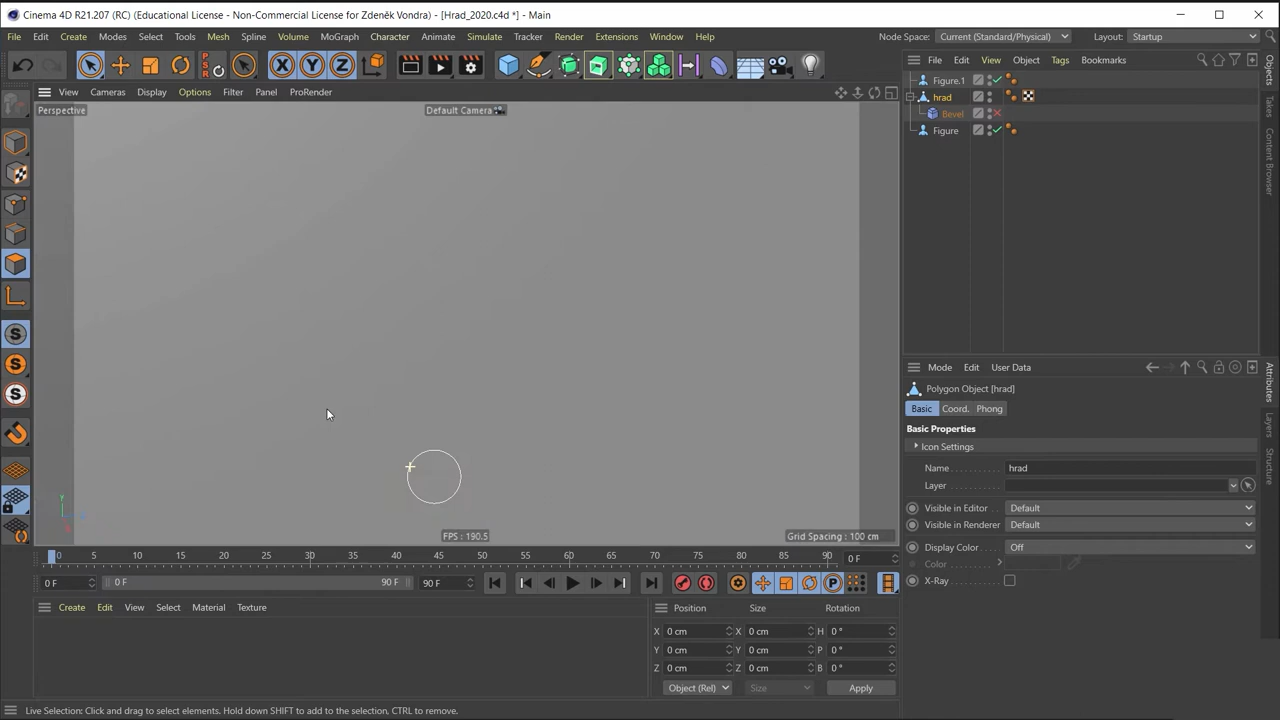 Cinema 4D R21.207 (RC) (Educational License - Non-Commercial License for Zdeněk Vondra) - [Hrad_2020.c4d *] - Main
File Edit Create Modes Select Tools Mesh Spline Volume MoGraph Character Animate Simulate Tracker Render Extensions Window Help Node Space: Current (Standard/Physical) Layout: Startup
X Y Z PSR
View Cameras Display Options Filter Panel ProRender
File Edit View Object Tags Bookmarks
Perspective
Default Camera
Figure.1
hrad
Bevel
Figure
Objects
Takes
Content Browser
Mode Edit User Data
Polygon Object [hrad]
Basic Coord. Phong
Basic Properties
Icon Settings
Name hrad
Layer
Visible in Editor Default
Visible in Renderer Default
Display Color Off
Color
X-Ray
Attributes
Layers
Structure
S
S
S
Y
FPS : 190.5
Grid Spacing : 100 cm
0 5 10 15 20 25 30 35 40 45 50 55 60 65 70 75 80 85 90 0 F
0 F 0 F 90 F 90 F P
Create Edit View Select Material Texture
Position Size Rotation
X 0 cm X 0 cm H 0 °
Y 0 cm Y 0 cm P 0 °
Z 0 cm Z 0 cm B 0 °
Object (Rel) Size Apply
Live Selection: Click and drag to select elements. Hold down SHIFT to add to the selection, CTRL to remove.